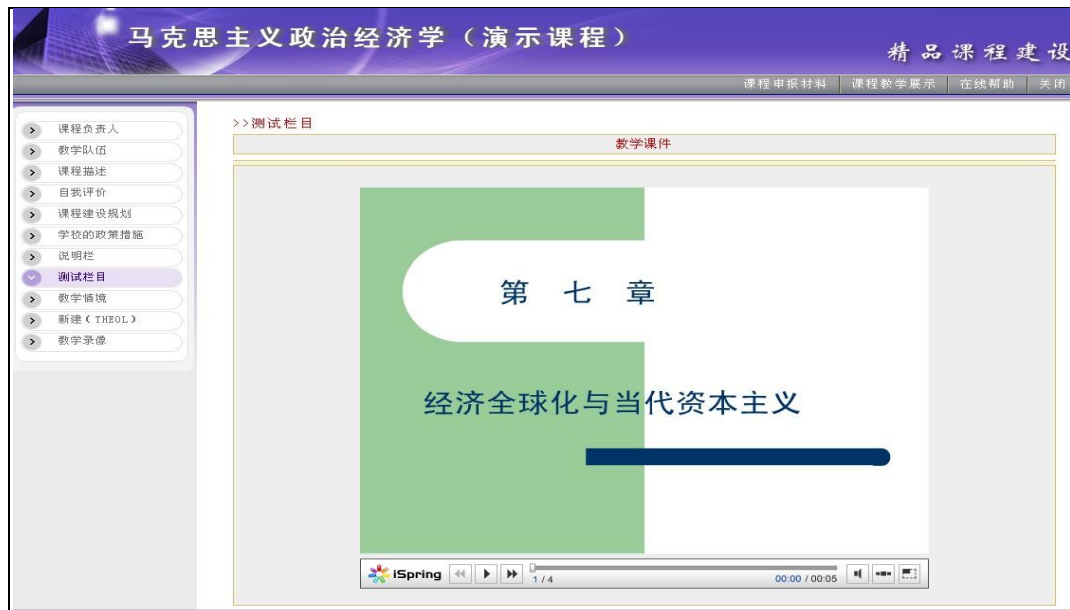 马克思主义政治经济学（演示课程）
精品课程建设
课程申报材料 课程教学展示 在线帮助 关闭
课程负责人
教学队伍
课程描述
自我评价
课程建设规划
学校的政策措施
说明栏
测试栏目
教学情境
新建(THEOL)
教学录像
>>测试栏目
教学课件
第 七 章
经济全球化与当代资本主义
iSpring
1 / 4
00:00 / 00:05